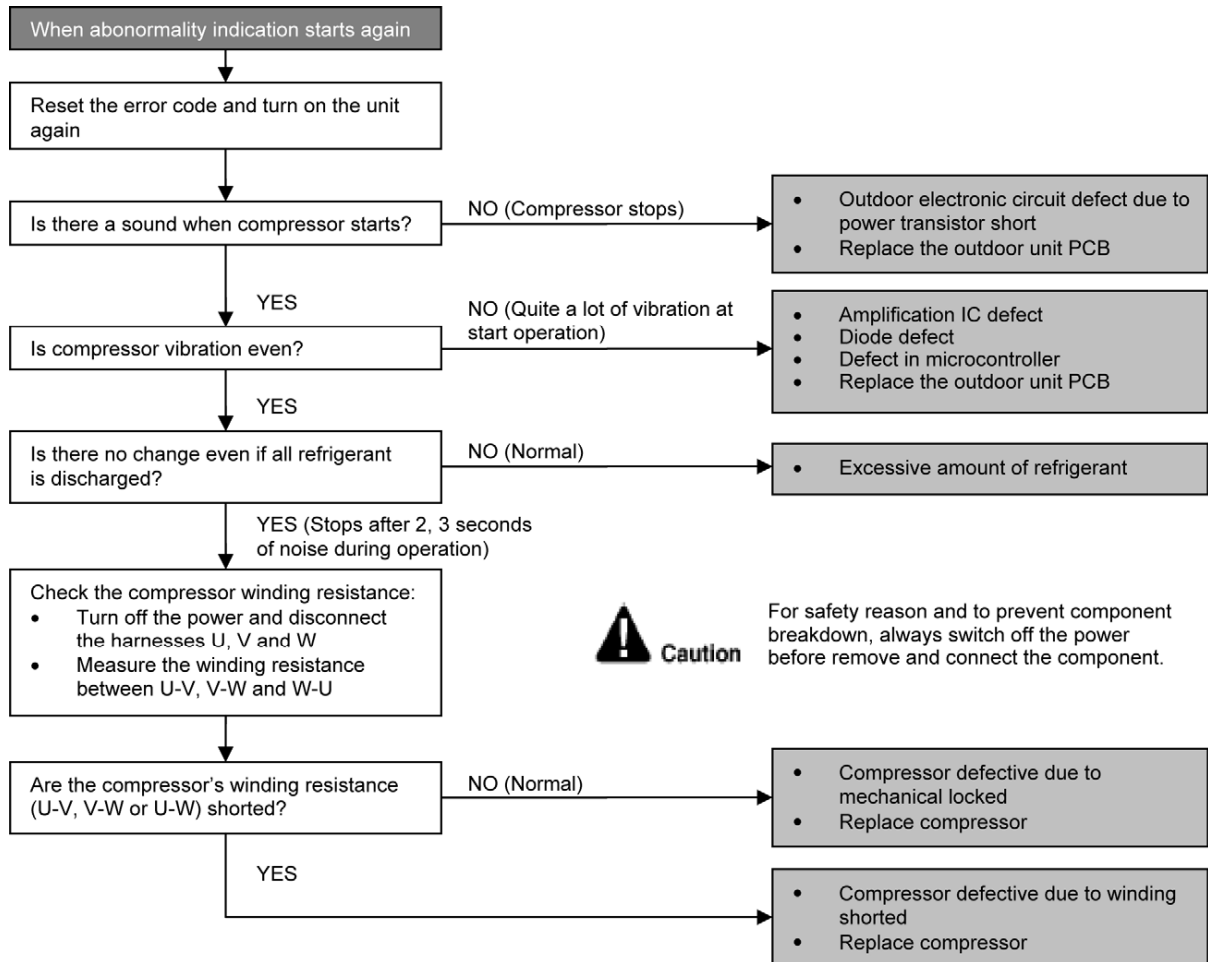 When abonormality indication starts again
Reset the error code and turn on the unit
again
Is there a sound when compressor starts?
NO (Compressor stops)
• Outdoor electronic circuit defect due to
power transistor short
• Replace the outdoor unit PCB
YES
Is compressor vibration even?
NO (Quite a lot of vibration at
start operation)
• Amplification IC defect
• Diode defect
• Defect in microcontroller
• Replace the outdoor unit PCB
YES
Is there no change even if all refrigerant
is discharged?
NO (Normal)
• Excessive amount of refrigerant
YES (Stops after 2, 3 seconds
of noise during operation)
Check the compressor winding resistance:
• Turn off the power and disconnect
the harnesses U, V and W
• Measure the winding resistance
between U-V, V-W and W-U
Caution
For safety reason and to prevent component
breakdown, always switch off the power
before remove and connect the component.
Are the compressor’s winding resistance
(U-V, V-W or U-W) shorted?
NO (Normal)
• Compressor defective due to
mechanical locked
• Replace compressor
YES
• Compressor defective due to winding
shorted
• Replace compressor